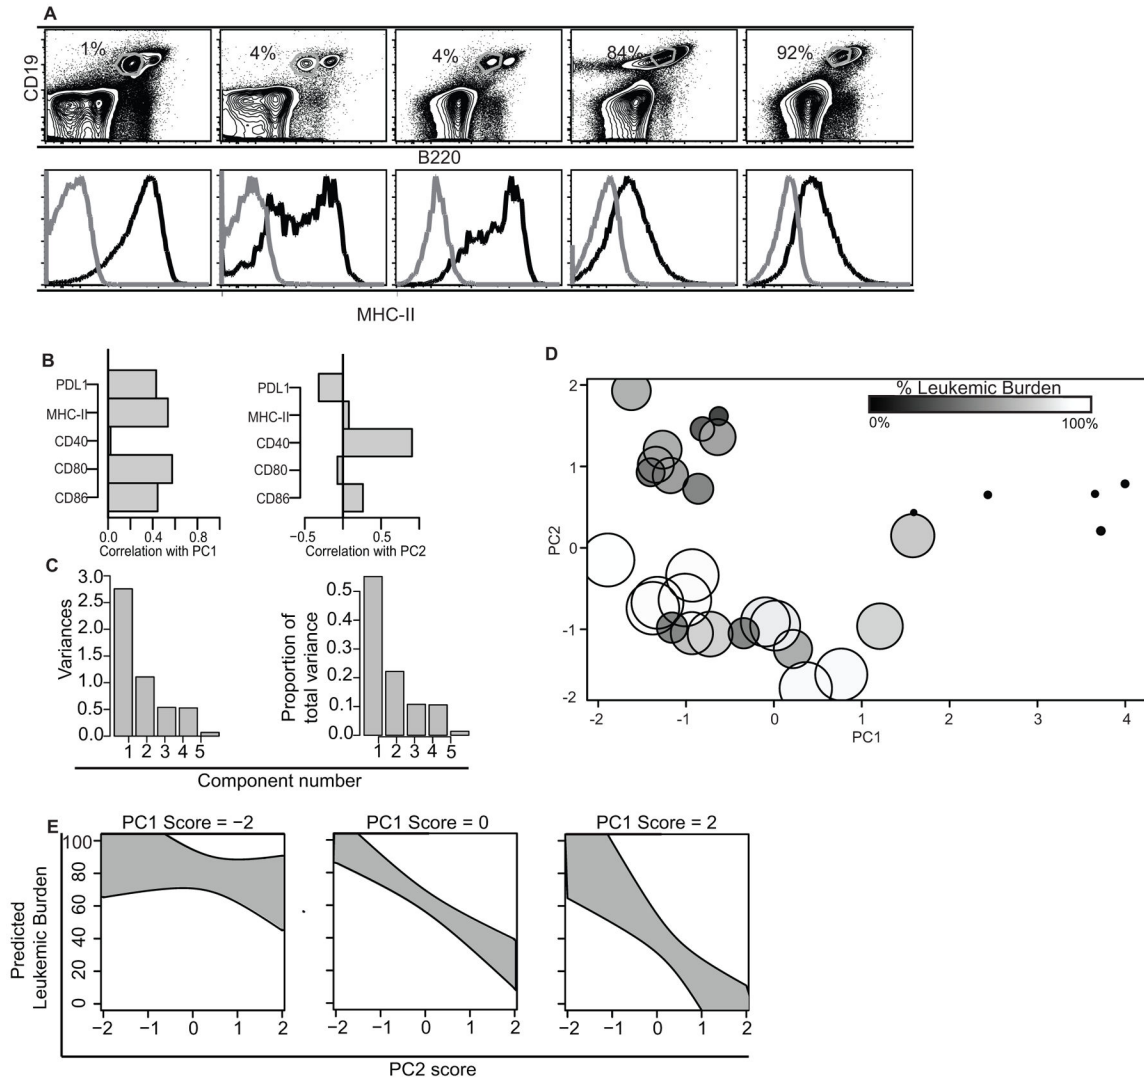 A
CD19
1%
4%
4%
84%
92%
B220
MHC-II
B
PDL1
MHC-II
CD40
CD80
CD86
0.0 0.4 0.8
Correlation with PC1
PDL1
MHC-II
CD40
CD80
CD86
−0.5 0.5
Correlation with PC2
C
Variances
3.0
2.5
2.0
1.0
0.5
0.0
1 2 3 4 5
Proportion of
total variance
0.5
0.4
0.3
0.2
0.1
0.0
1 2 3 4 5
Component number
D
% Leukemic Burden
0% 100%
PC2
2
1
0
-1
-2
-2 -1 0 1 2 3 4
PC1
E
Predicted
Leukemic Burden
PC1 Score = −2
PC1 Score = 0
PC1 Score = 2
100
80
60
40
20
0
−2 −1 0 1 2
−2 −1 0 1 2
−2 −1 0 1 2
PC2 score